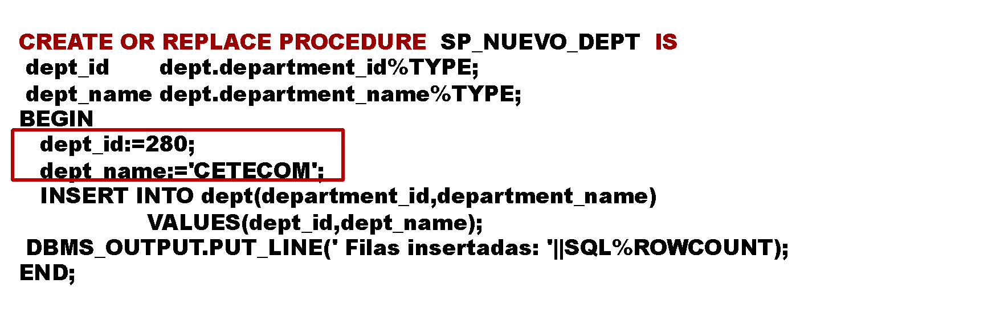 CREATE OR REPLACE PROCEDURE SP_NUEVO_DEPT IS
dept_id dept.department_id%TYPE;
dept_name dept.department_name%TYPE;
BEGIN
dept_id:=280;
dept_name:='CETECOM';
INSERT INTO dept(department_id,department_name)
VALUES(dept_id,dept_name);
DBMS_OUTPUT.PUT_LINE(' Filas insertadas: '||SQL%ROWCOUNT);
END;